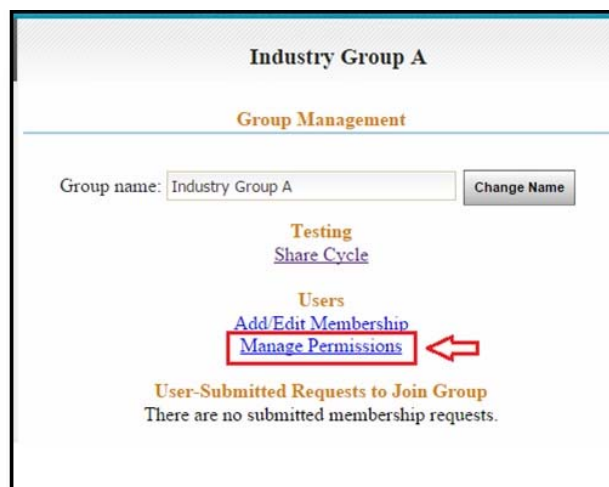 Industry Group A
Group Management
Group name: Industry Group A Change Name
Testing
Share Cycle
Users
Add/Edit Membership
Manage Permissions
User-Submitted Requests to Join Group
There are no submitted membership requests.